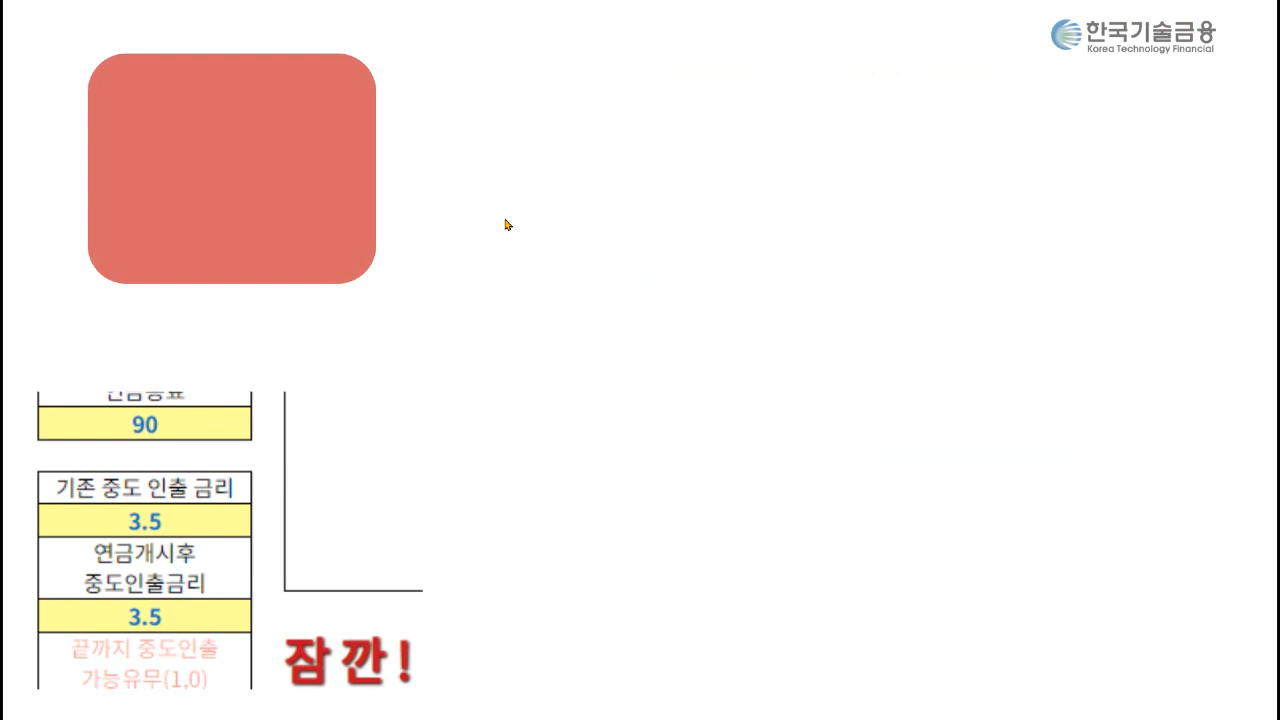 한국기술금융
Korea Technology Financial
90
기존 중도 인출 금리
3.5
연금개시후
중도인출금리
3.5
끝까지 중도인출
가능유무(1,0)
잠깐!